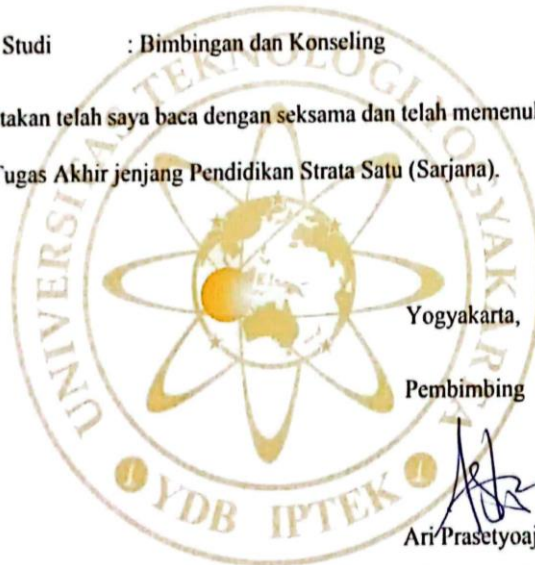 Studi : Bimbingan dan Konseling
takan telah saya baca dengan seksama dan telah memenul
Tugas Akhir jenjang Pendidikan Strata Satu (Sarjana).
Yogyakarta,
Pembimbing
Ari Prasetyoaj
UNIVERSITAS TEKNOLOGI YOGYAKARTA
YDB IPTEK